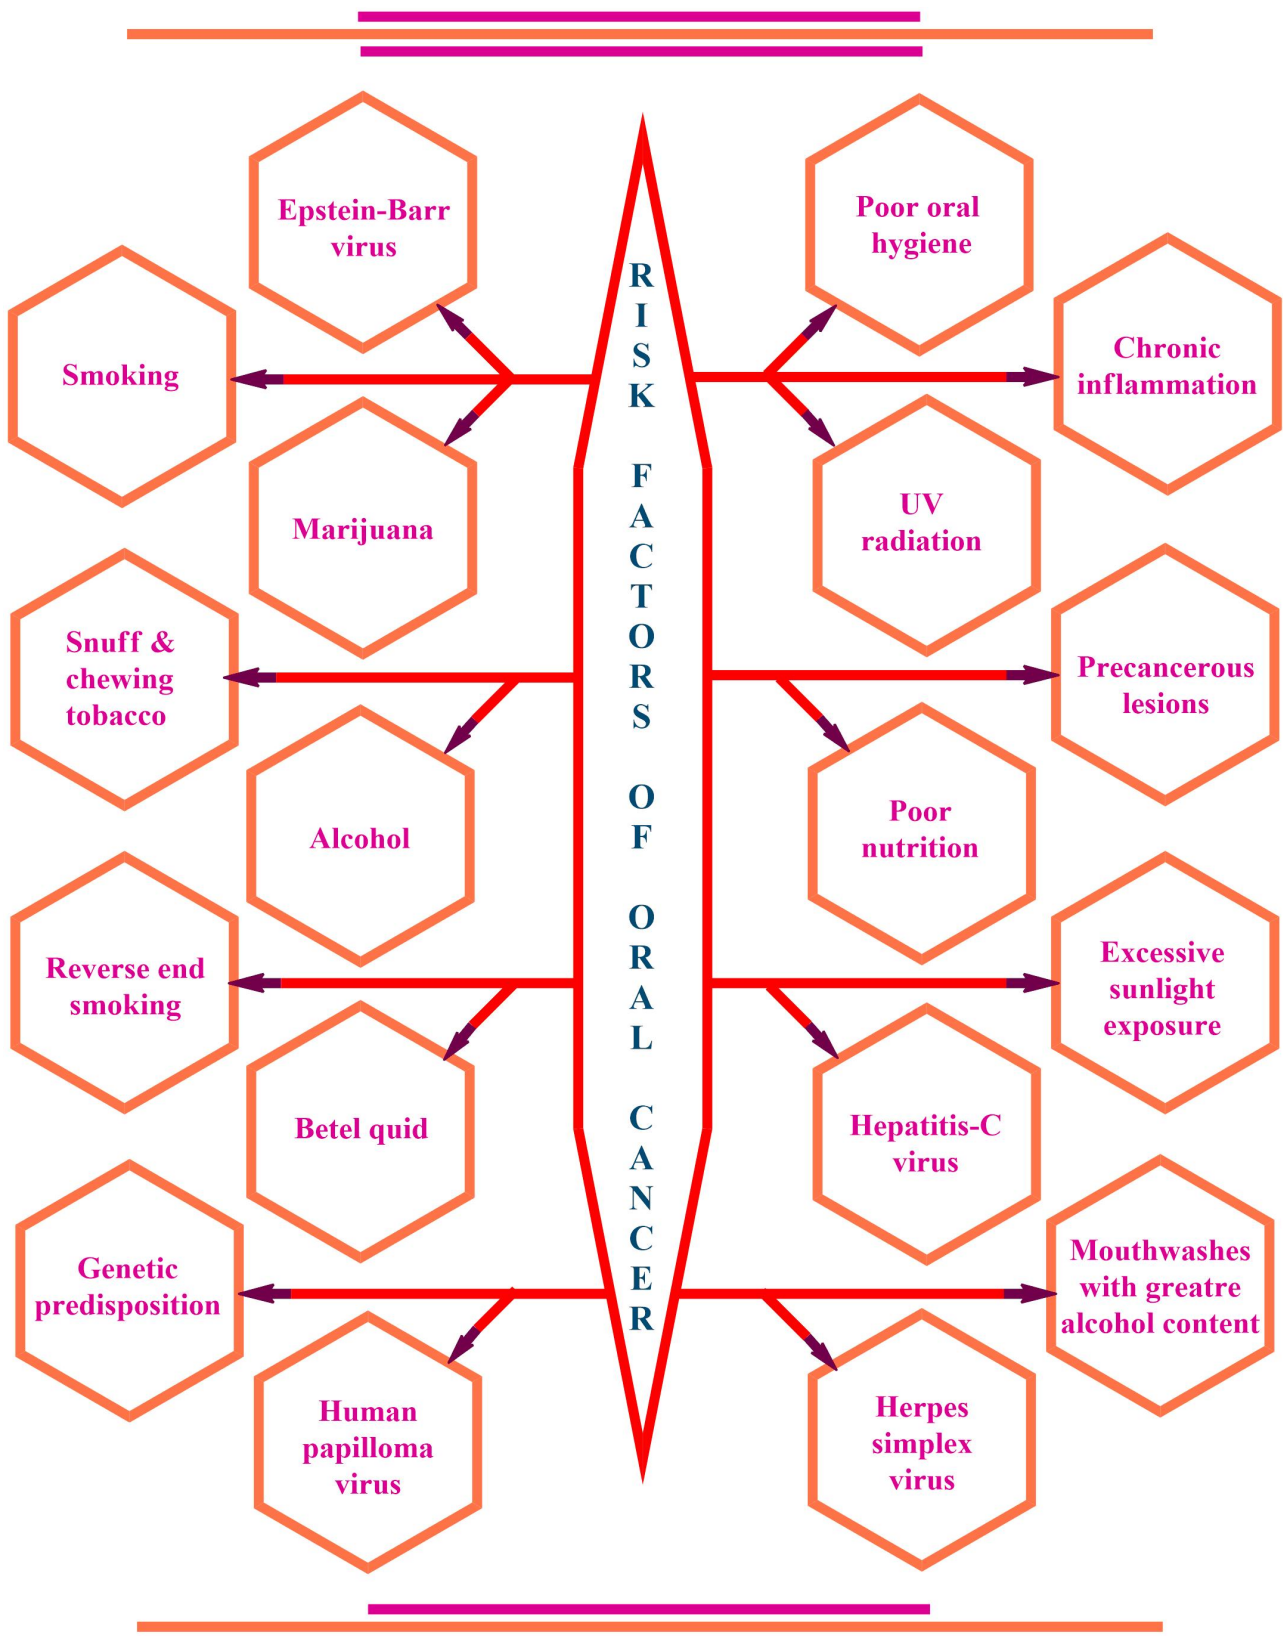 Epstein-Barr
virus
Smoking
Marijuana
Snuff &
chewing
tobacco
Alcohol
Reverse end
smoking
Betel quid
Genetic
predisposition
Human
papilloma
virus
RISK FACTORS OF ORAL CANCER
Poor oral
hygiene
Chronic
inflammation
UV
radiation
Precancerous
lesions
Poor
nutrition
Excessive
sunlight
exposure
Hepatitis-C
virus
Mouthwashes
with greatre
alcohol content
Herpes
simplex
virus